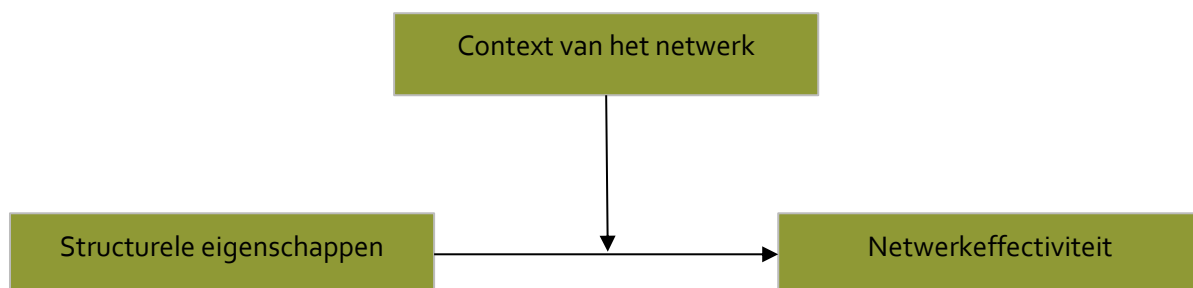 Context van het netwerk
Structurele eigenschappen
Netwerkeffectiviteit